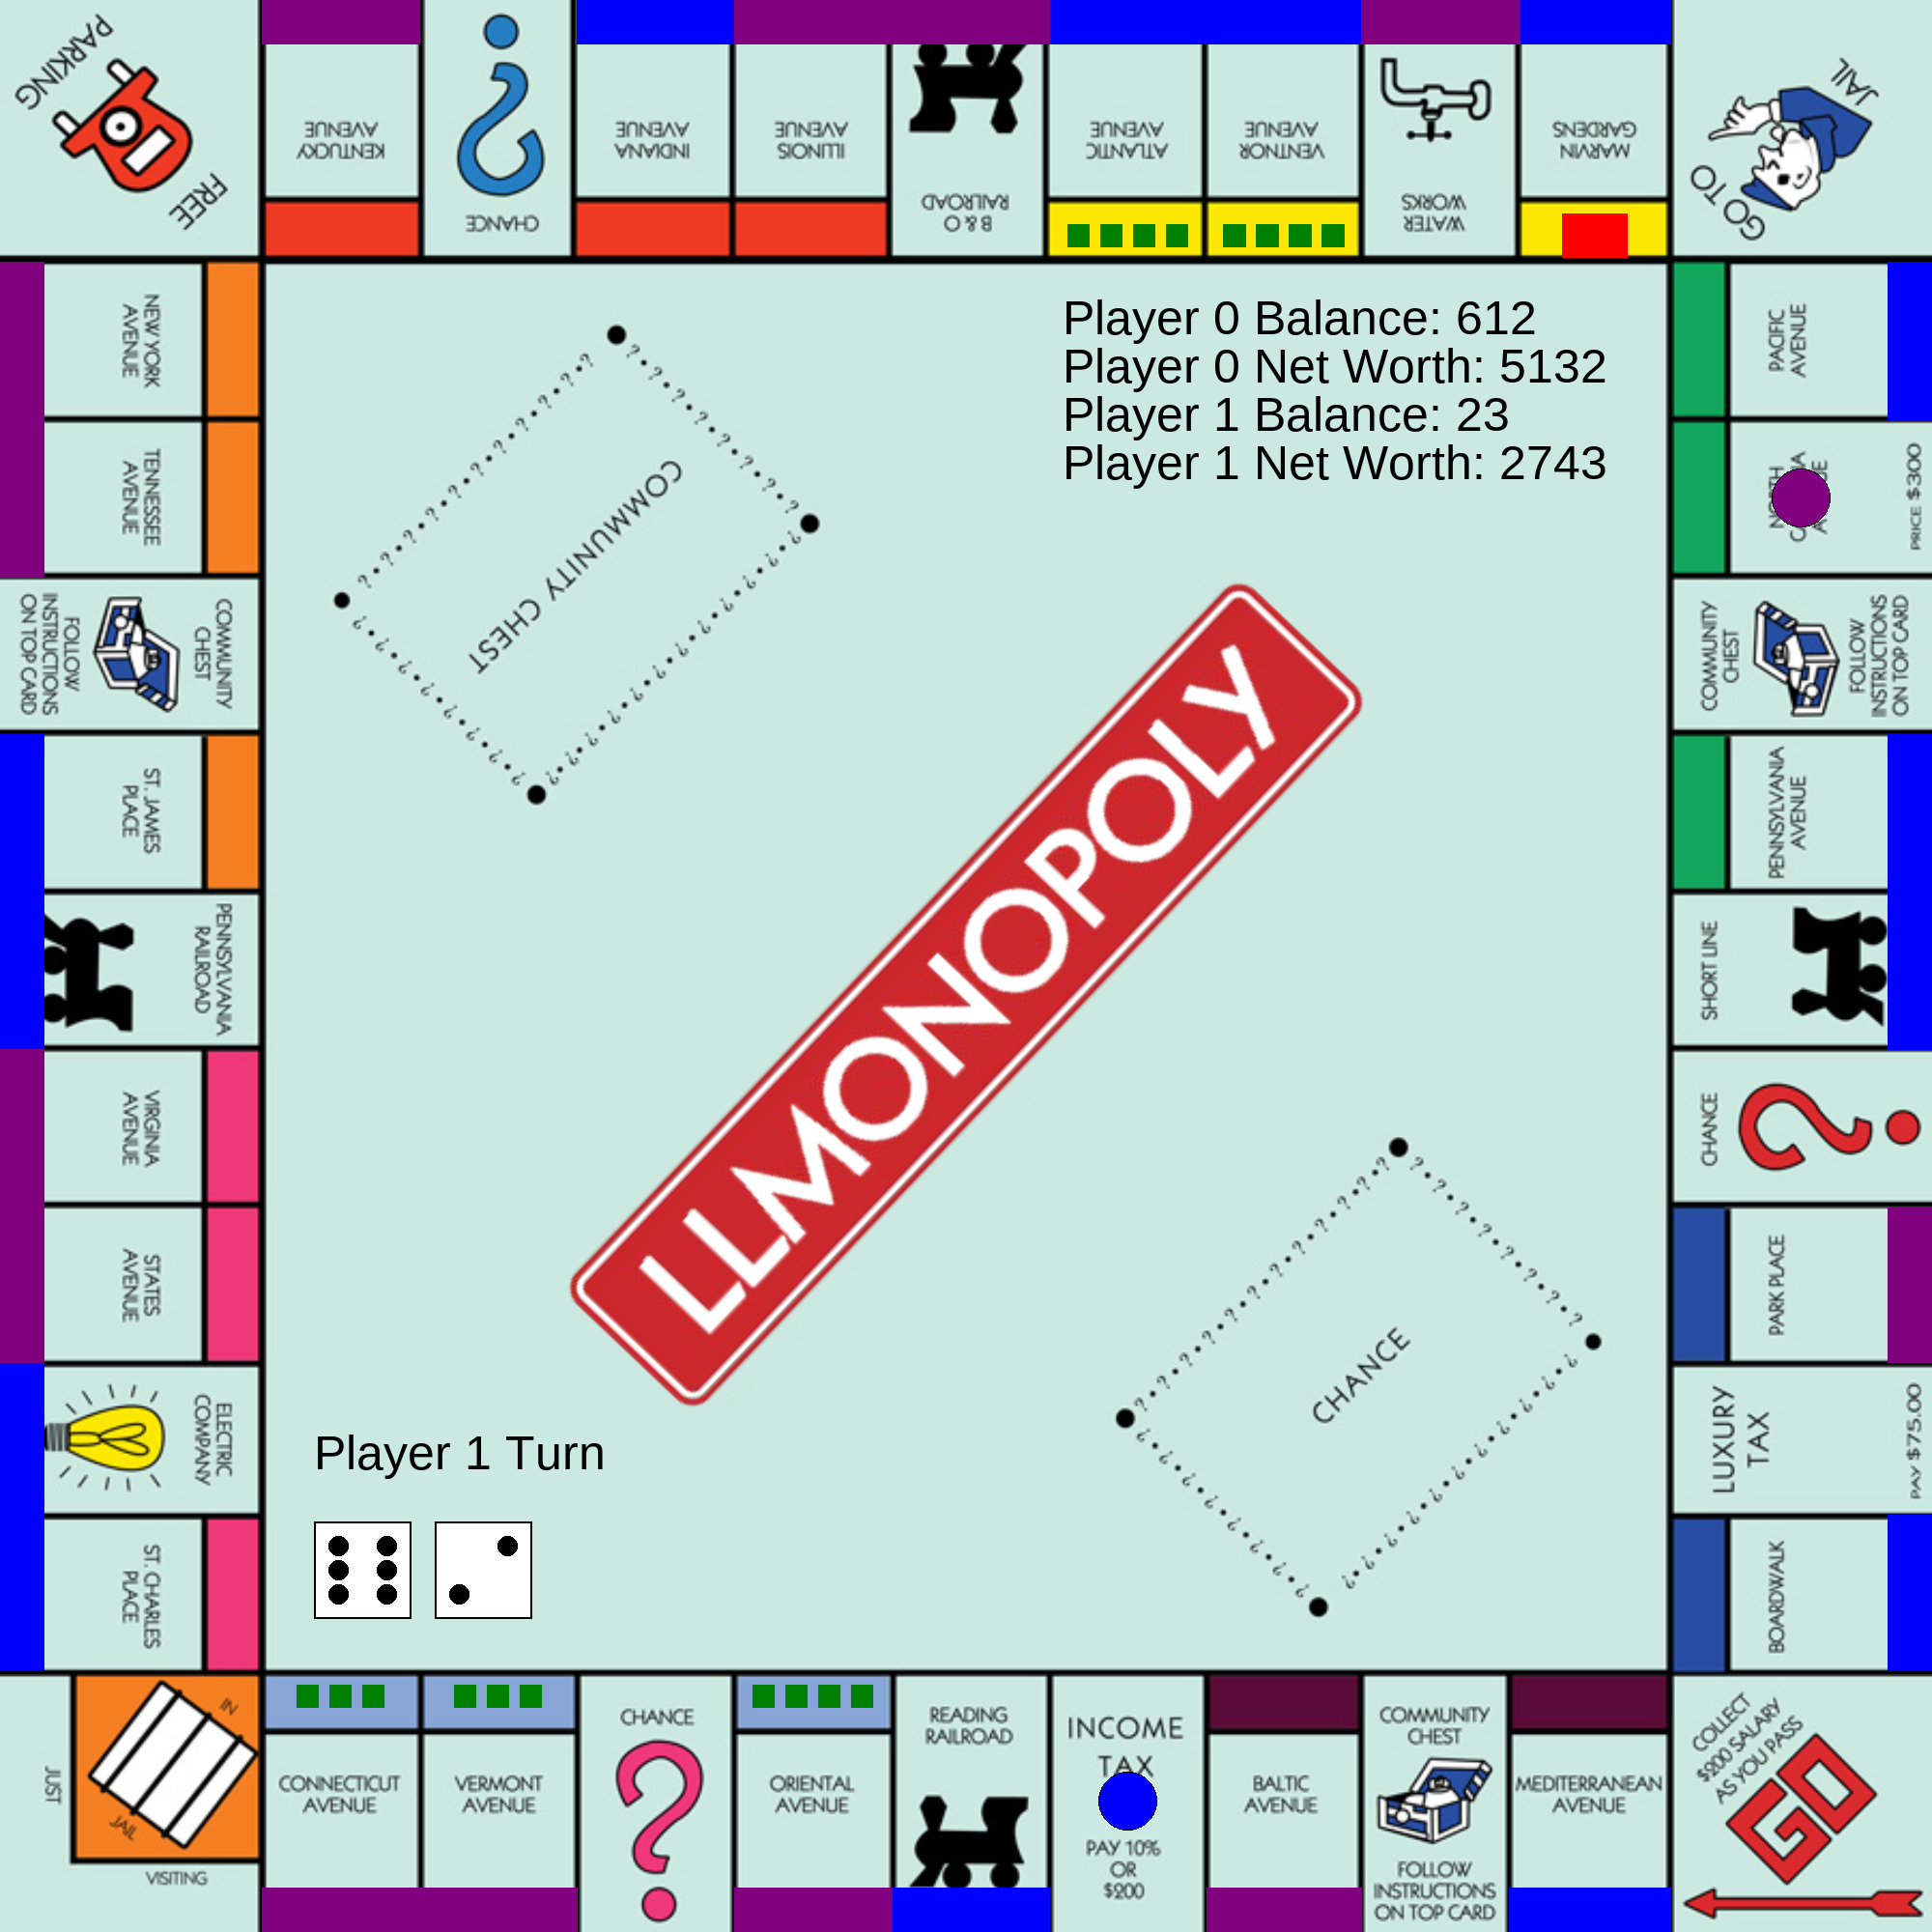 FREE
PARKING
KENTUCKY
AVENUE
CHANCE
INDIANA
AVENUE
ILLINOIS
AVENUE
B & O
RAILROAD
ATLANTIC
AVENUE
VENTNOR
AVENUE
WATER
WORKS
MARVIN
GARDENS
GO TO
JAIL
NEW YORK
AVENUE
TENNESSEE
AVENUE
COMMUNITY
CHEST
FOLLOW
INSTRUCTIONS
ON TOP CARD
ST. JAMES
PLACE
PENNSYLVANIA
RAILROAD
VIRGINIA
AVENUE
STATES
AVENUE
ELECTRIC
COMPANY
ST. CHARLES
PLACE
Player 0 Balance: 612
Player 0 Net Worth: 5132
Player 1 Balance: 23
Player 1 Net Worth: 2743
COMMUNITY CHEST
LLMONOPOLY
CHANCE
Player 1 Turn
PACIFIC
AVENUE
PRICE $300
COMMUNITY
CHEST
FOLLOW
INSTRUCTIONS
ON TOP CARD
PENNSYLVANIA
AVENUE
SHORT LINE
CHANCE
PARK PLACE
LUXURY
TAX
PAY $75.00
BOARDWALK
JUST
VISITING
IN
JAIL
CONNECTICUT
AVENUE
VERMONT
AVENUE
CHANCE
ORIENTAL
AVENUE
READING
RAILROAD
INCOME
TAX
PAY 10%
OR
$200
BALTIC
AVENUE
COMMUNITY
CHEST
FOLLOW
INSTRUCTIONS
ON TOP CARD
MEDITERRANEAN
AVENUE
COLLECT
$200 SALARY
AS YOU PASS
GO